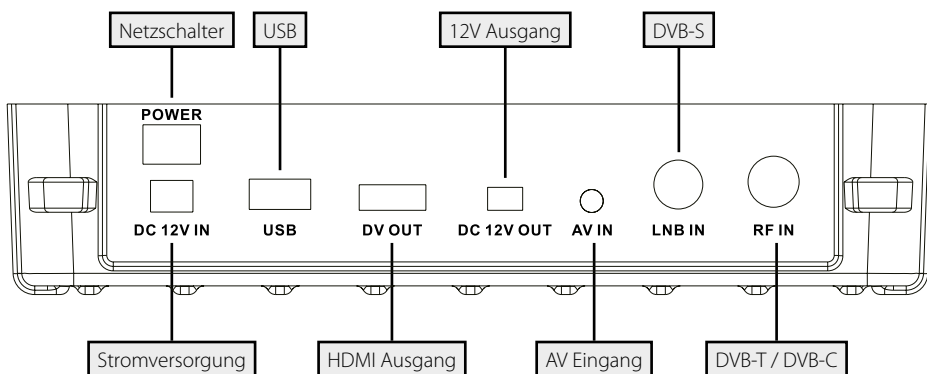 Netzschalter
USB
12V Ausgang
DVB-S
POWER
DC 12V IN
USB
DV OUT
DC 12V OUT
AV IN
LNB IN
RF IN
Stromversorgung
HDMI Ausgang
AV Eingang
DVB-T / DVB-C